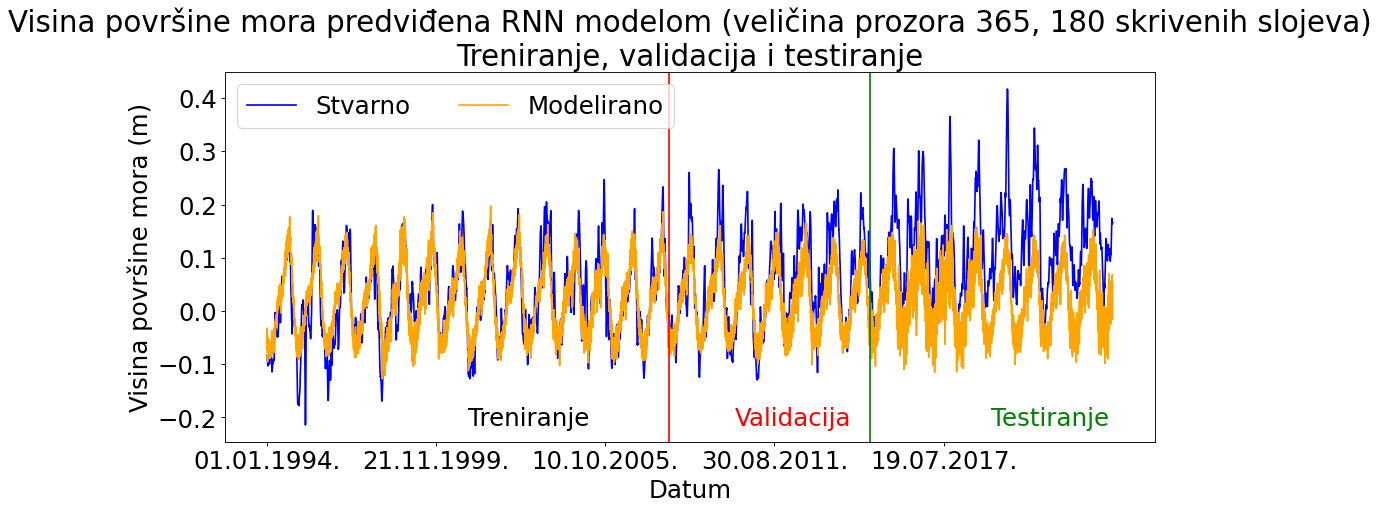 Visina površine mora predviđena RNN modelom (veličina prozora 365, 180 skrivenih slojeva)
Treniranje, validacija i testiranje
Stvarno
Modelirano
Visina površine mora (m)
0.4
0.3
0.2
0.1
0.0
−0.1
−0.2
Treniranje
Validacija
Testiranje
01.01.1994.
21.11.1999.
10.10.2005.
30.08.2011.
19.07.2017.
Datum